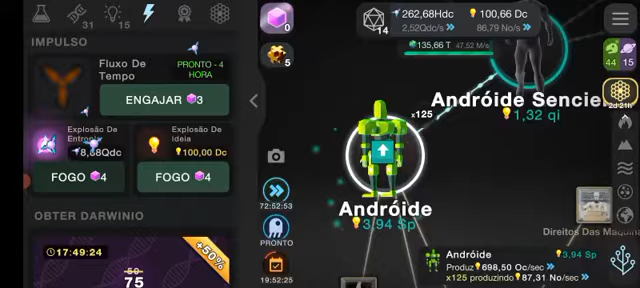 31
15
0
14
262,68Hdc
100,66 Dc
2,52Qdc/s
86,79 No/s
135,66 T
47,52 M/s
44
15
IMPULSO
Fluxo De
Tempo
PRONTO - 4
HORA
ENGAJAR 3
5
2d 21h
Andróide Sencien
1,32 qi
x125
Explosão De
Entropia
Explosão De
Ideia
100,00 Dc
FOGO 4
FOGO 4
72:52:53
PRONTO
Andróide
3,94 Sp
Direitos Das Máquina
OBTER DARWINIO
17:49:24
+50%
50
75
19:52:25
Andróide
3,94 Sp
Produz 698,50 Oc/sec
x125 produzindo 87,31 No/sec